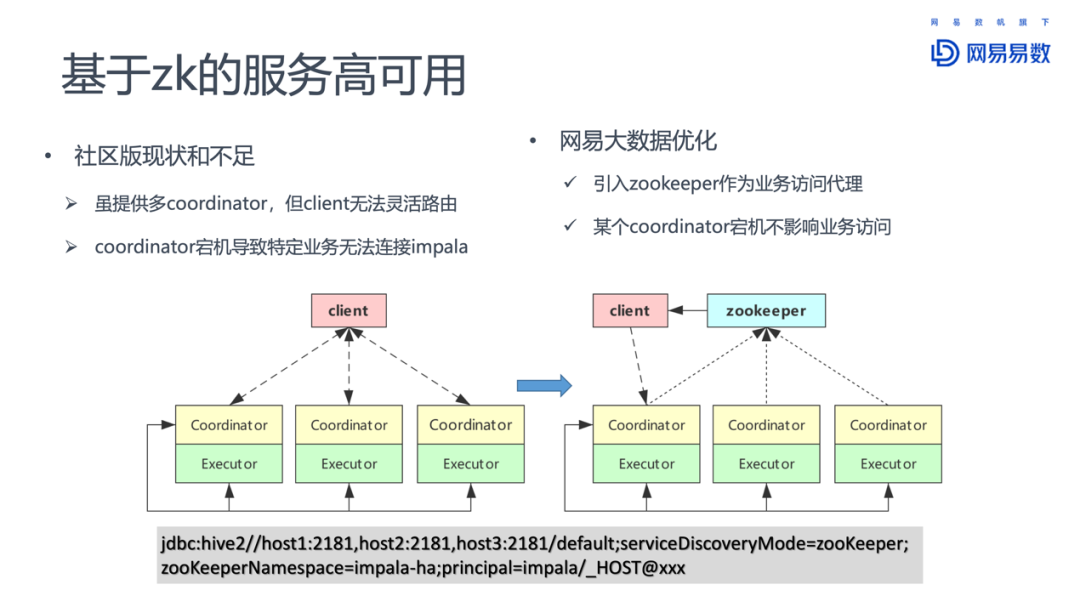 网易数帆旗下
网易易数
基于zk的服务高可用
• 社区版现状和不足
➢ 虽提供多coordinator，但client无法灵活路由
➢ coordinator宕机导致特定业务无法连接impala
• 网易大数据优化
✓ 引入zookeeper作为业务访问代理
✓ 某个coordinator宕机不影响业务访问
client
Coordinator
Executor
Coordinator
Executor
Coordinator
Executor
client
zookeeper
Coordinator
Executor
Coordinator
Executor
Coordinator
Executor
jdbc:hive2//host1:2181,host2:2181,host3:2181/default;serviceDiscoveryMode=zooKeeper;
zooKeeperNamespace=impala-ha;principal=impala/_HOST@xxx